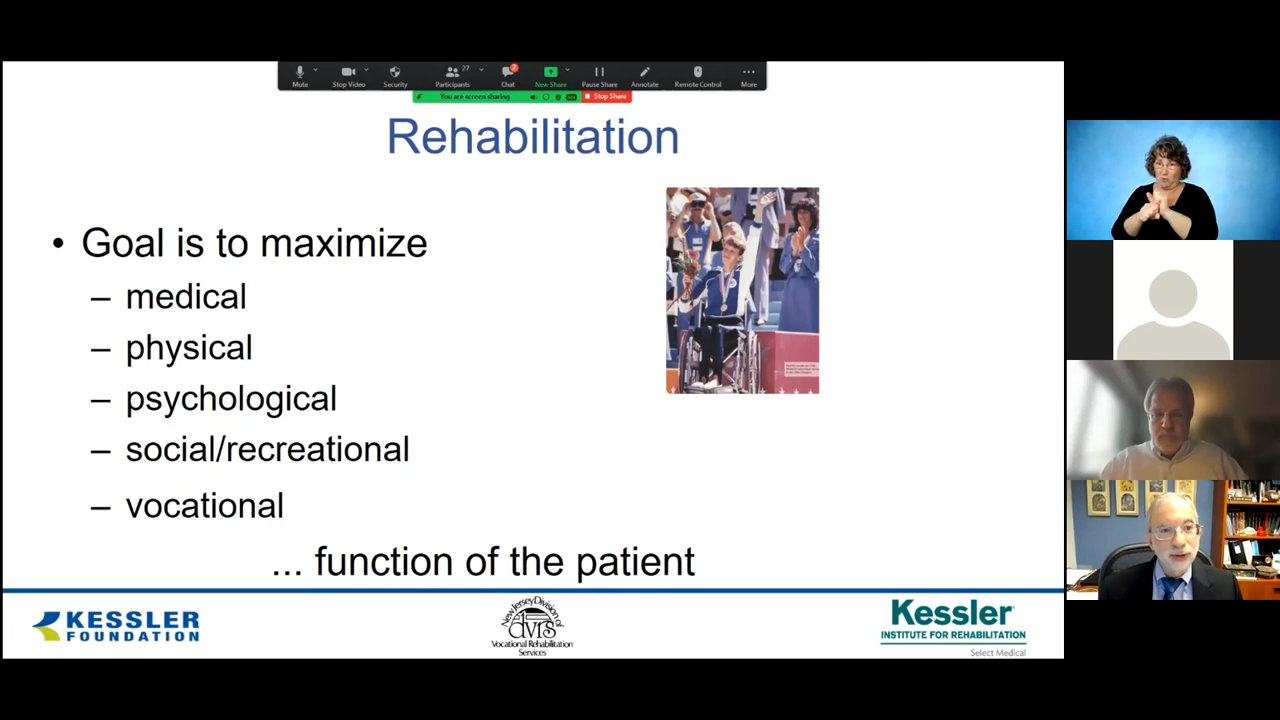 Mute
Stop Video
Security
27
Participants
2
Chat
New Share
Pause Share
Annotate
Remote Control
More
You are screen sharing
Stop Share
Rehabilitation
• Goal is to maximize
– medical
– physical
– psychological
– social/recreational
– vocational
... function of the patient
KESSLER
FOUNDATION
New Jersey Division of
dvrs
Vocational Rehabilitation
Services
Kessler
INSTITUTE FOR REHABILITATION
Select Medical